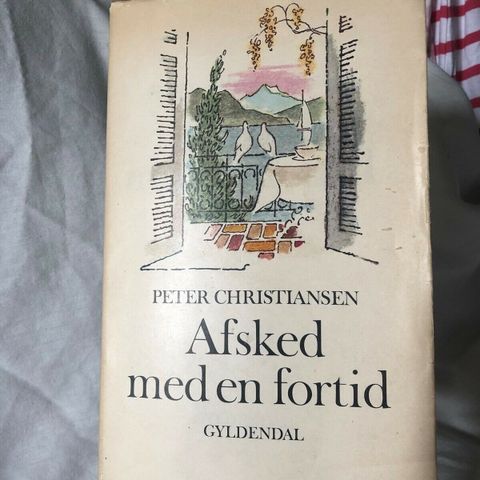 PETER CHRISTIANSEN
Afsked
med en fortid
GYLDENDAL